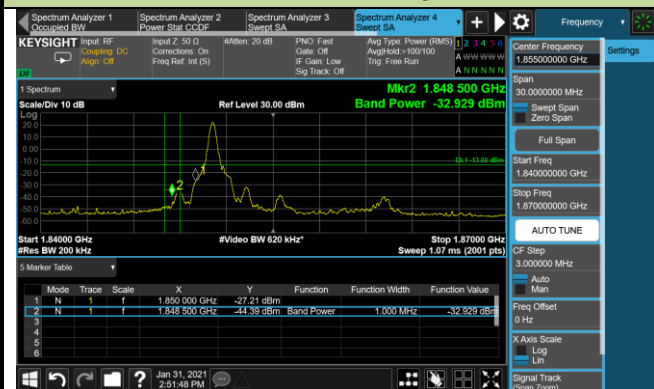 Spectrum Analyzer 1
Occupied BW
Spectrum Analyzer 2
Power Stat CCDF
Spectrum Analyzer 3
Swept SA
Spectrum Analyzer 4
Swept SA
Frequency
KEYSIGHT
Input: RF
Coupling: DC
Align: Off
Input Z: 50 Ω
Corrections: On
Freq Ref: Int (S)
#Atten: 20 dB
PNO: Fast
Gate: Off
IF Gain: Low
Sig Track: Off
Avg Type: Power (RMS)
Avg|Hold:>100/100
Trig: Free Run
1 2 3 4 5 6
A W W W W W
A N N N N N
Center Frequency
1.855000000 GHz
Settings
1 Spectrum
Mkr2 1.848 500 GHz
Scale/Div 10 dB
Ref Level 30.00 dBm
Band Power -32.929 dBm
Span
30.0000000 MHz
Swept Span
Zero Span
Log
20.0
10.0
0.00
-10.0
-20.0
-30.0
-40.0
-50.0
-60.0
DL1 -13.00 dBm
1
2
Full Span
Start Freq
1.840000000 GHz
Stop Freq
1.870000000 GHz
AUTO TUNE
Start 1.84000 GHz
#Video BW 620 kHz*
Stop 1.87000 GHz
#Res BW 200 kHz
Sweep 1.07 ms (2001 pts)
CF Step
3.000000 MHz
Auto
Man
5 Marker Table
Mode Trace Scale X Y Function Function Width Function Value
1 N 1 f 1.850 000 GHz -27.21 dBm
2 N 1 f 1.848 500 GHz -44.39 dBm Band Power 1.000 MHz -32.929 dBm
3
4
5
6
Freq Offset
0 Hz
X Axis Scale
Log
Lin
Signal Track
(Span Zoom)
Jan 31, 2021
2:51:48 PM